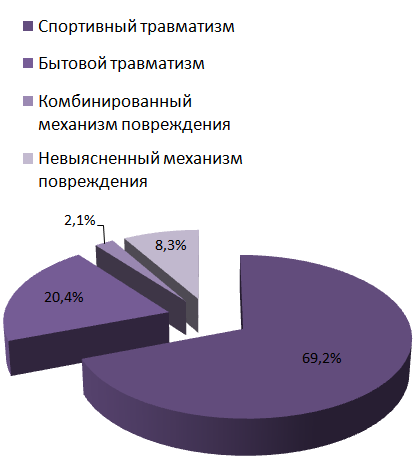 Спортивный травматизм
Бытовой травматизм
Комбинированный
механизм повреждения
Невыясненный механизм
повреждения
2,1%
8,3%
20,4%
69,2%